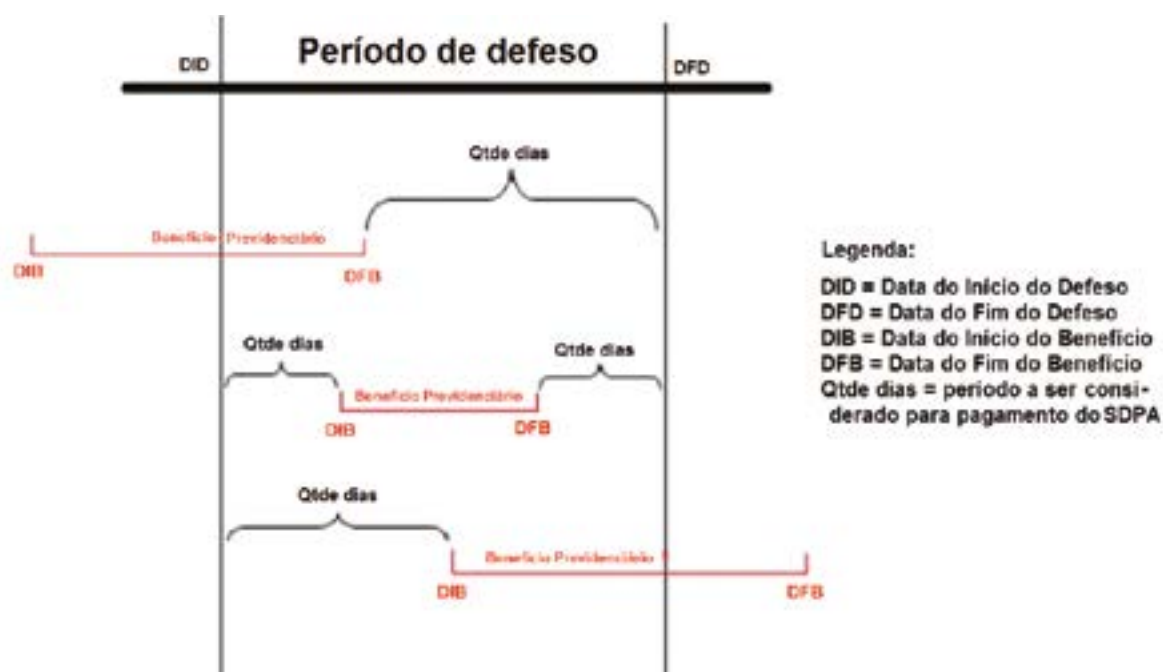 Período de defeso
DID
DFD
Qtde dias
Benefício Previdenciário
DIB
DFB
Qtde dias
Qtde dias
Benefício Previdenciário
DIB
DFB
Qtde dias
Benefício Previdenciário
DIB
DFB
Legenda:
DID = Data do Início do Defeso
DFD = Data do Fim do Defeso
DIB = Data do Início do Benefício
DFB = Data do Fim do Benefício
Qtde dias = período a ser consi-
derado para pagamento do SDPA